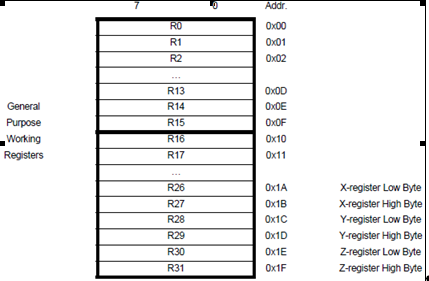 7 0 Addr.
R0 0x00
R1 0x01
R2 0x02
...
R13 0x0D
General R14 0x0E
Purpose R15 0x0F
Working R16 0x10
Registers R17 0x11
...
R26 0x1A X-register Low Byte
R27 0x1B X-register High Byte
R28 0x1C Y-register Low Byte
R29 0x1D Y-register High Byte
R30 0x1E Z-register Low Byte
R31 0x1F Z-register High Byte